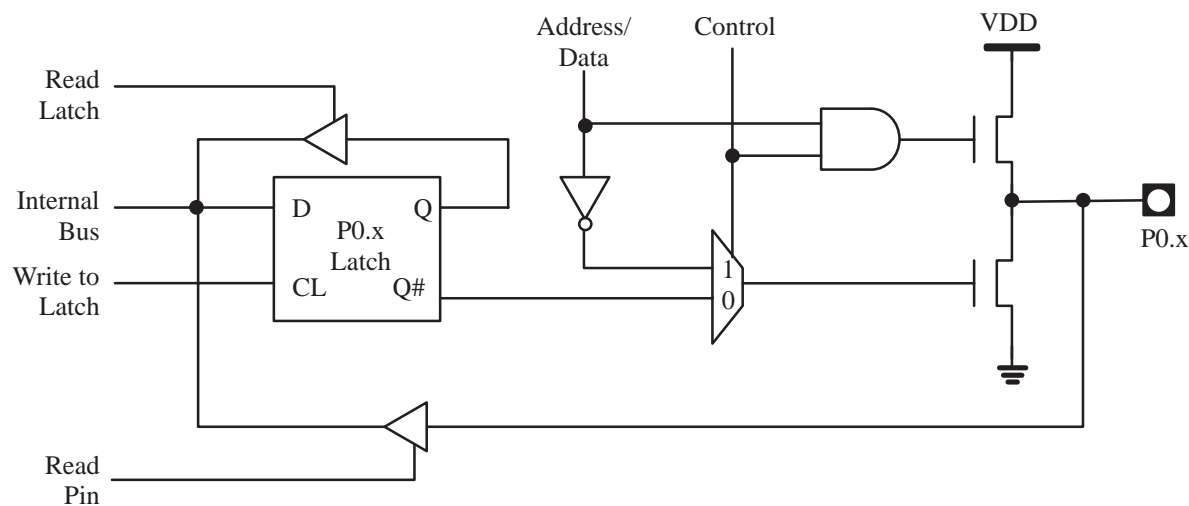 Address/
Data
Control
VDD
Read
Latch
Internal
Bus
D
Q
P0.x
Latch
P0.x
Write to
Latch
CL
Q#
1
0
Read
Pin